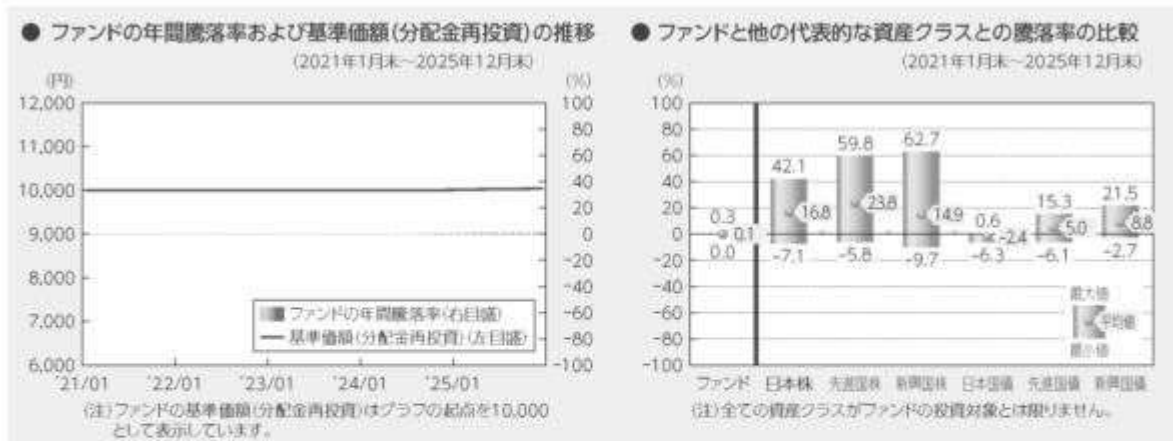 ● ファンドの年間騰落率および基準価額(分配金再投資)の推移
(2021年1月末~2025年12月末)
(円)
(%)
12,000
11,000
10,000
9,000
8,000
7,000
6,000
100
80
60
40
20
0
-20
-40
-60
-80
-100
ファンドの年間騰落率(右目盛)
基準価額(分配金再投資)(左目盛)
'21/01 '22/01 '23/01 '24/01 '25/01
(注)ファンドの基準価額(分配金再投資)はグラフの起点を10,000
として表示しています。
● ファンドと他の代表的な資産クラスとの騰落率の比較
(2021年1月末~2025年12月末)
(%)
100
80
60
40
20
0
-20
-40
-60
-80
-100
0.3 42.1 59.8 62.7 0.6 15.3 21.5
0.1 16.8 23.8 14.9 -2.4 5.0 8.8
0.0 -7.1 -5.8 -9.7 -6.3 -6.1 -2.7
最大値
平均値
最小値
ファンド 日本株 先進国株 新興国株 日本国債 先進国債 新興国債
(注)全ての資産クラスがファンドの投資対象とは限りません。